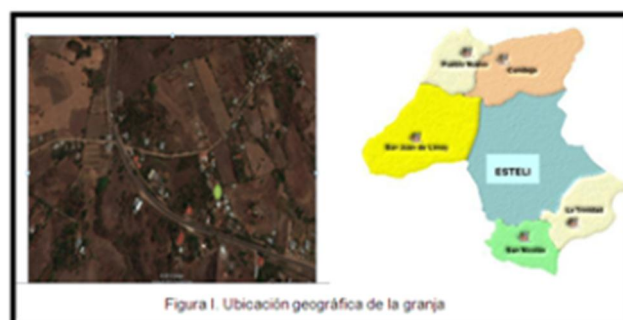 Pueblo Nuevo
Condega
San Juan de Limay
ESTELI
La Trinidad
San Nicolás
Figura I. Ubicación geográfica de la granja